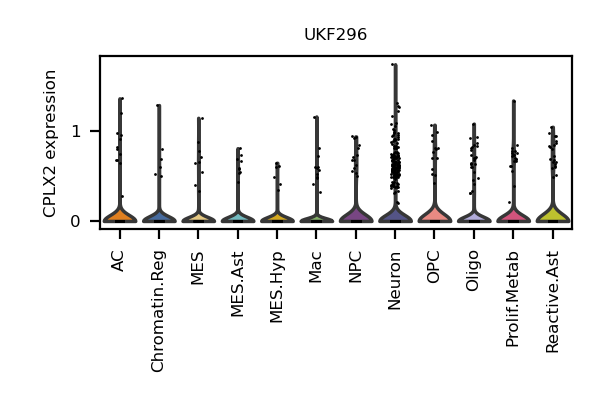 UKF296
CPLX2 expression
1
0
AC
Chromatin.Reg
MES
MES.Ast
MES.Hyp
Mac
NPC
Neuron
OPC
Oligo
Prolif.Metab
Reactive.Ast